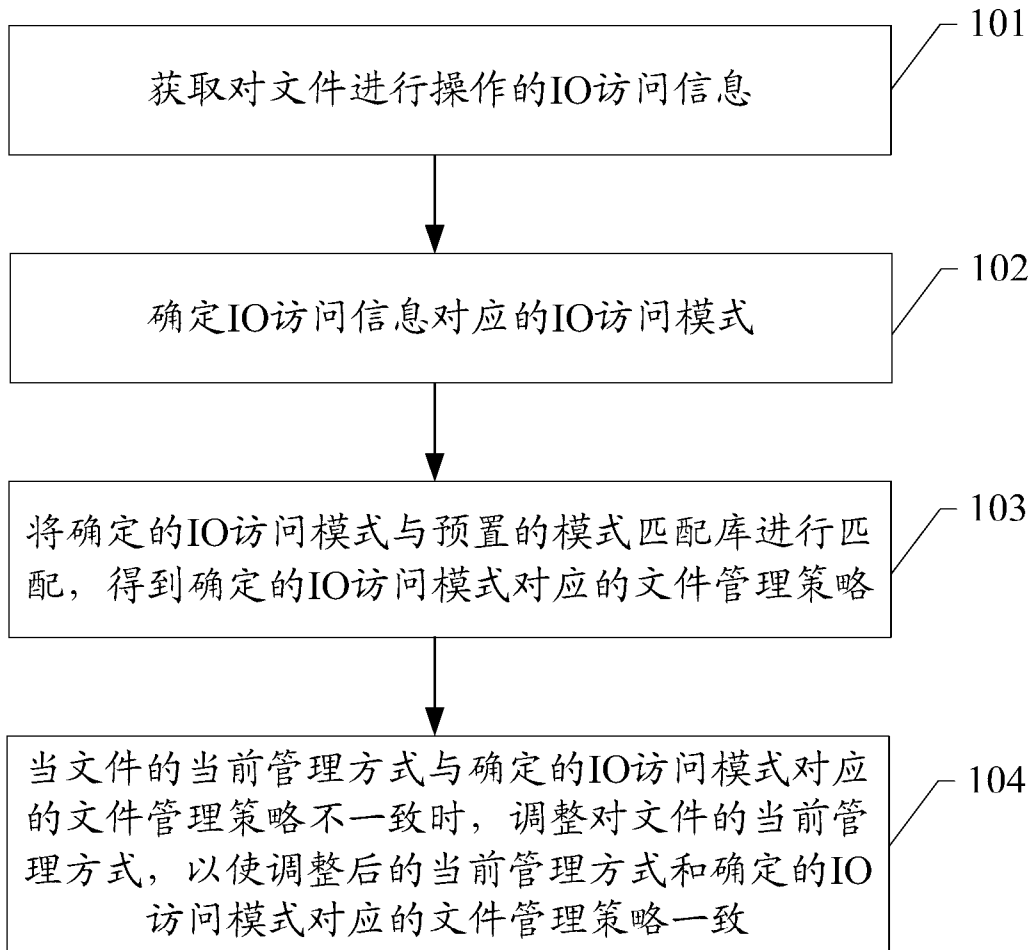 101
获取对文件进行操作的IO访问信息
102
确定IO访问信息对应的IO访问模式
103
将确定的IO访问模式与预置的模式匹配库进行匹
配，得到确定的IO访问模式对应的文件管理策略
104
当文件的当前管理方式与确定的IO访问模式对应
的文件管理策略不一致时，调整对文件的当前管
理方式，以使调整后的当前管理方式和确定的IO
访问模式对应的文件管理策略一致